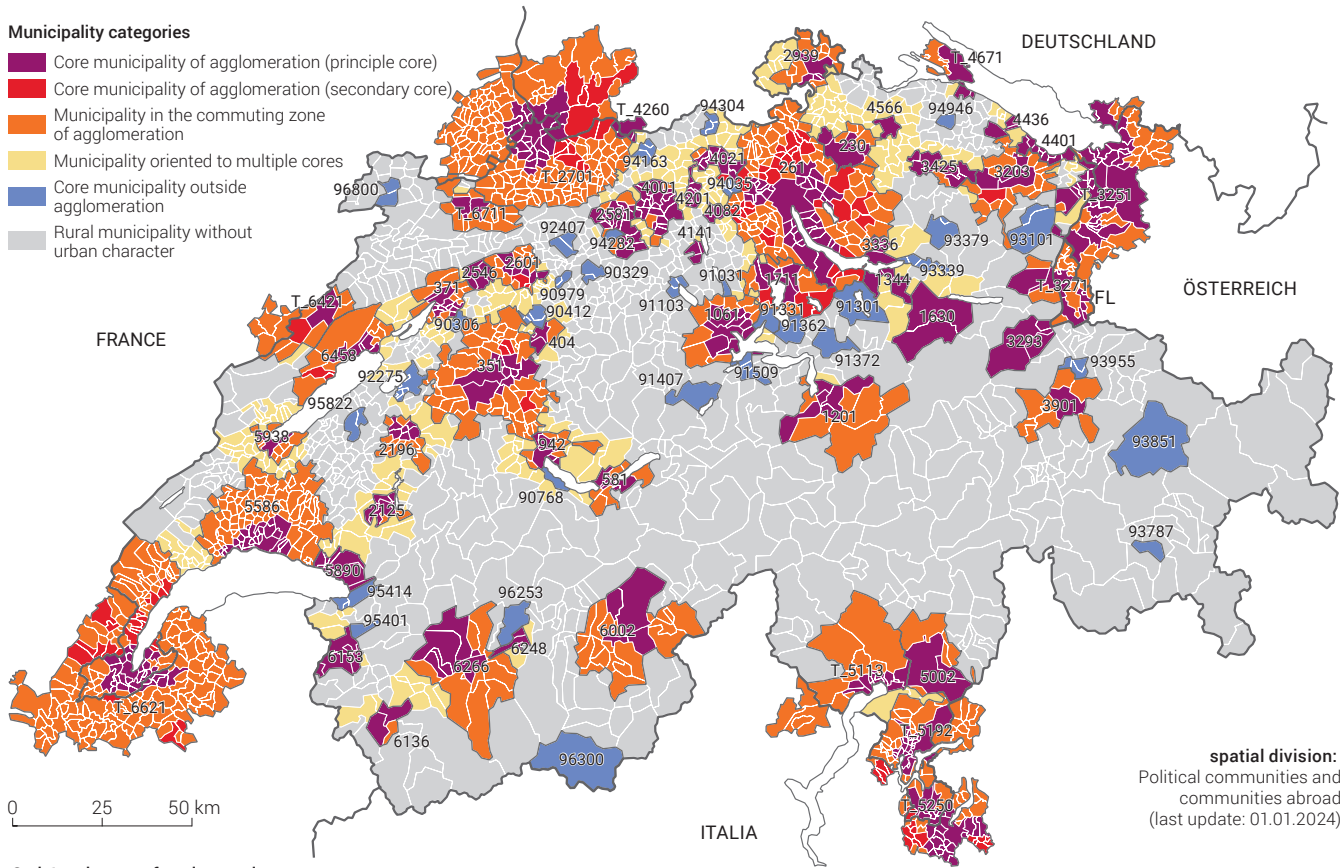 Municipality categories
Core municipality of agglomeration (principle core)
Core municipality of agglomeration (secondary core)
Municipality in the commuting zone
of agglomeration
Municipality oriented to multiple cores
Core municipality outside
agglomeration
Rural municipality without
urban character
DEUTSCHLAND
ÖSTERREICH
FL
FRANCE
ITALIA
2939
T_4671
T_4260
94304
4566
94946
4436
4401
94163
4021
261
230
3425
3203
T_2701
96800
94035
4001
4201
4082
T_3251
T_6711
2581
4141
92407
94282
3336
93379
93101
2601
2546
90329
91031
1711
1344
93339
T_3271
371
90979
91103
91331
91301
T_6421
90306
90412
1061
91362
1630
6458
404
91372
3293
351
92275
91407
91509
93955
95822
1201
3901
5938
2196
942
93851
581
90768
5586
2125
93787
5890
95414
96253
95401
6002
6153
6266
6248
T_5113
5002
T_6621
6136
T_5192
96300
T_5250
spatial division:
Political communities and
communities abroad
(last update: 01.01.2024)
0 25 50 km